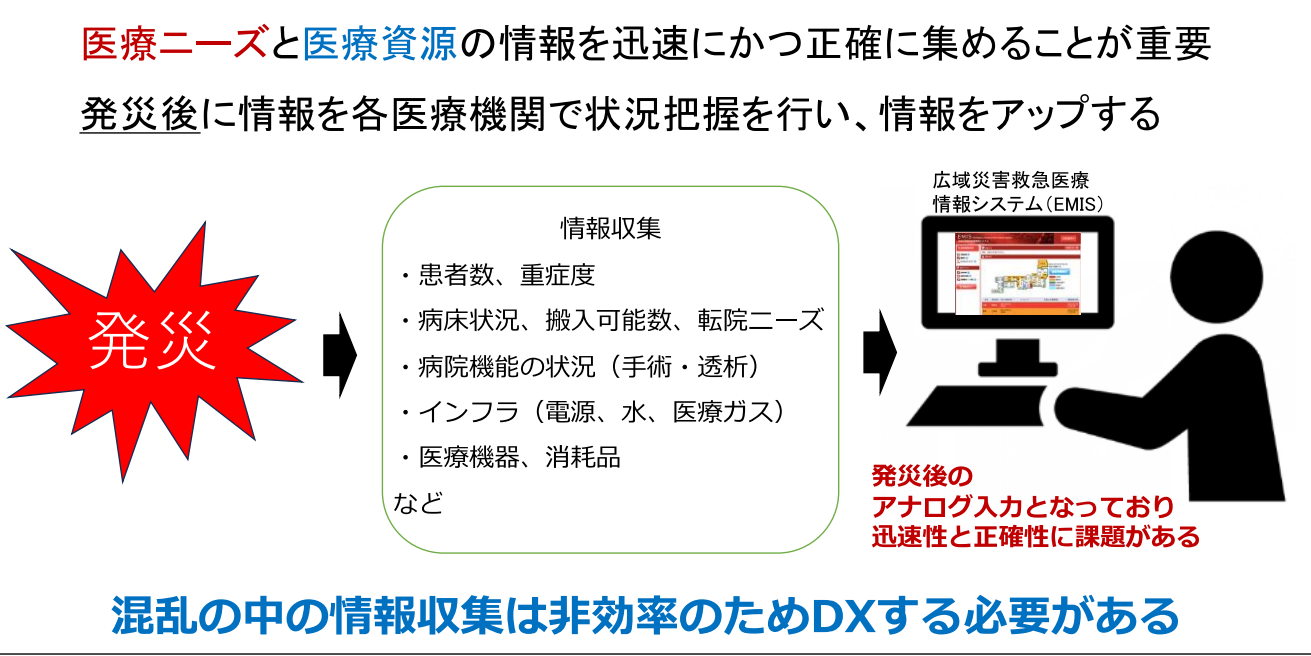 医療ニーズと医療資源の情報を迅速にかつ正確に集めることが重要
発災後に情報を各医療機関で状況把握を行い、情報をアップする
発災
情報収集
・患者数、重症度
・病床状況、搬入可能数、転院ニーズ
・病院機能の状況（手術・透析）
・インフラ（電源、水、医療ガス）
・医療機器、消耗品
など
広域災害救急医療
情報システム（EMIS）
EMIS
発災後の
アナログ入力となっており
迅速性と正確性に課題がある
混乱の中の情報収集は非効率のためDXする必要がある